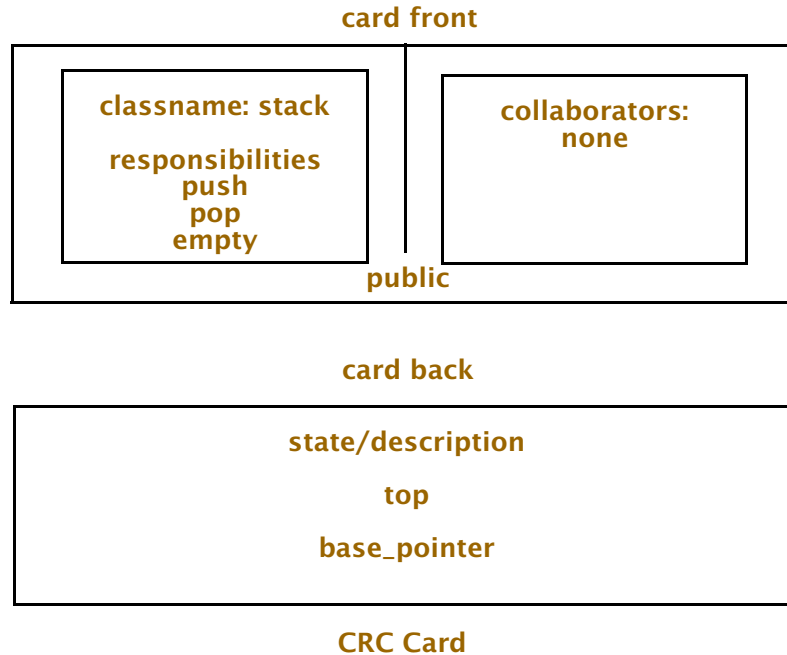 card front
classname: stack
responsibilities
push
pop
empty
collaborators:
none
public
card back
state/description
top
base_pointer
CRC Card